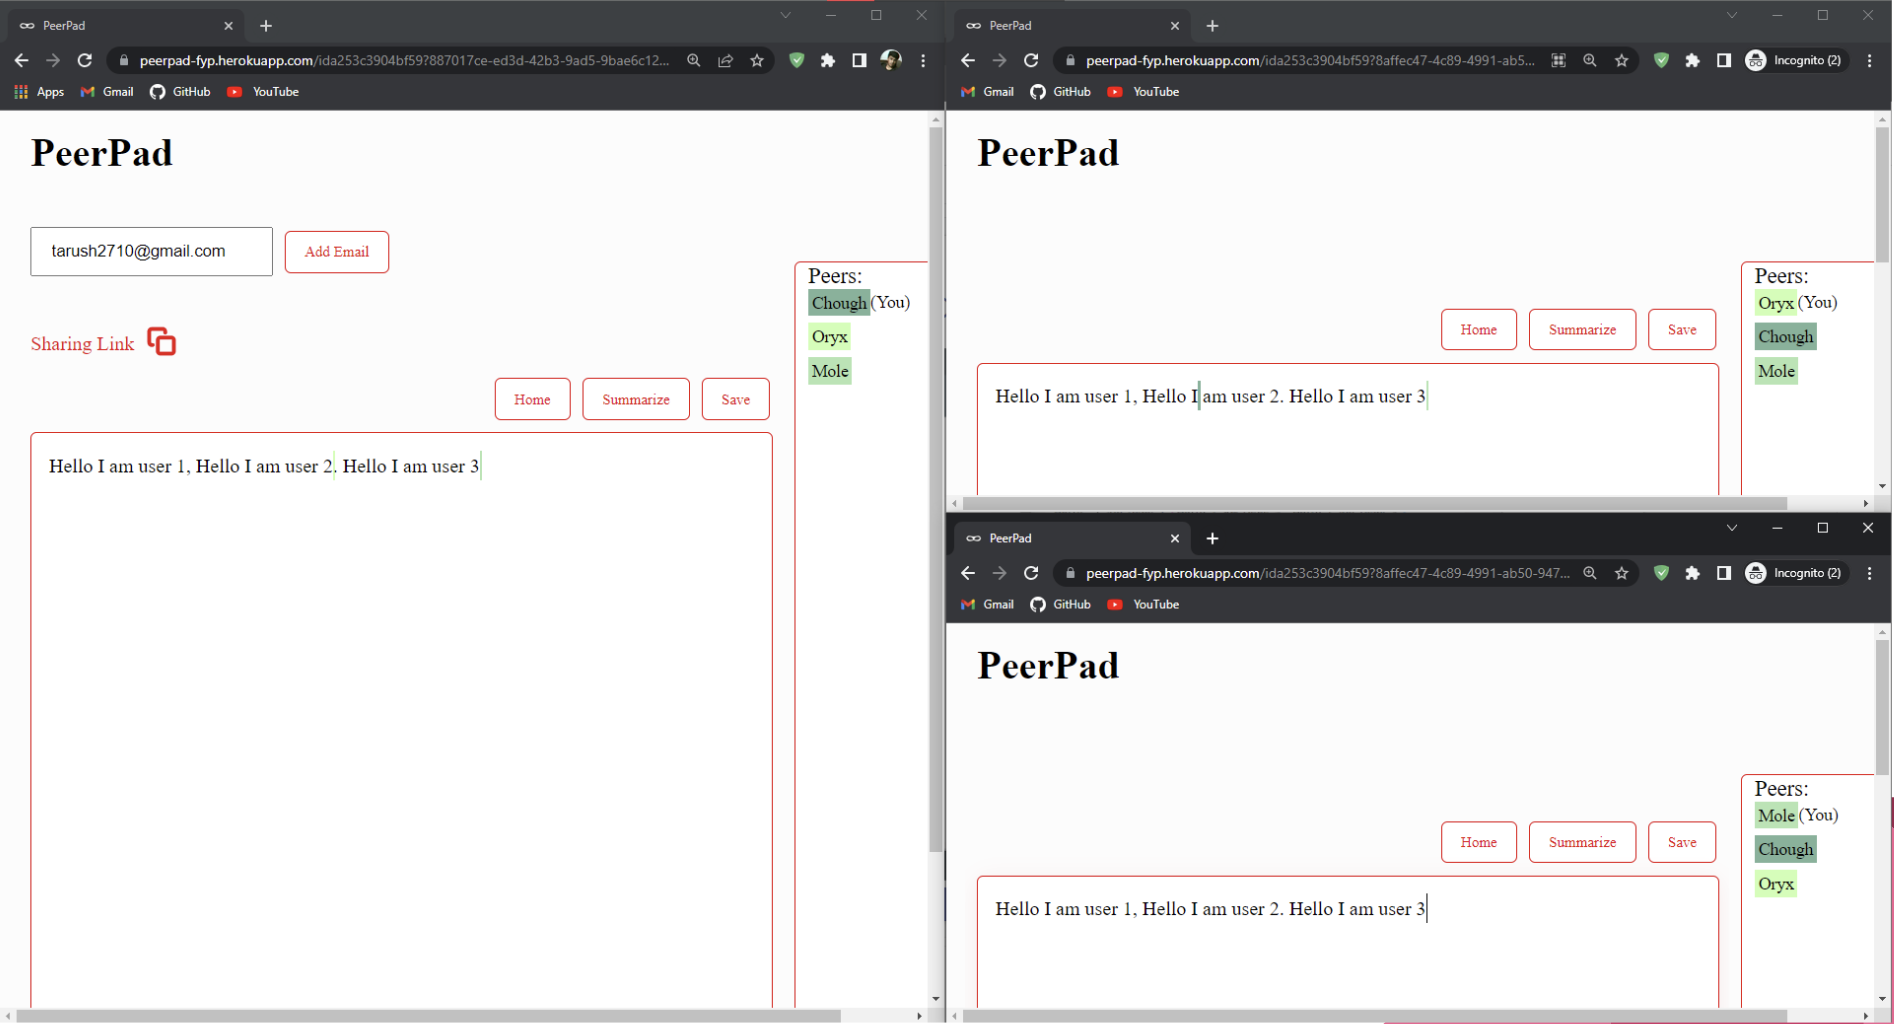 PeerPad
peerpad-fyp.herokuapp.com/ida253c3904bf59?887017ce-ed3d-42b3-9ad5-9bae6c12...
Apps Gmail GitHub YouTube
PeerPad
tarush2710@gmail.com Add Email
Sharing Link
Home Summarize Save
Hello I am user 1, Hello I am user 2. Hello I am user 3
Peers:
Chough (You)
Oryx
Mole
PeerPad
peerpad-fyp.herokuapp.com/ida253c3904bf59?8affec47-4c89-4991-ab5... Incognito (2)
Gmail GitHub YouTube
PeerPad
Home Summarize Save
Hello I am user 1, Hello I am user 2. Hello I am user 3
Peers:
Oryx (You)
Chough
Mole
PeerPad
peerpad-fyp.herokuapp.com/ida253c3904bf59?8affec47-4c89-4991-ab50-947... Incognito (2)
Gmail GitHub YouTube
PeerPad
Home Summarize Save
Hello I am user 1, Hello I am user 2. Hello I am user 3
Peers:
Mole (You)
Chough
Oryx